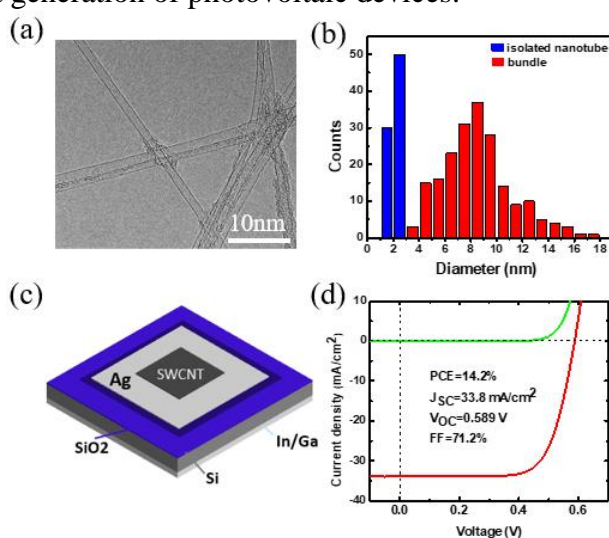 generation of photovoltaic devices.
(a)
10nm
(b)
isolated nanotube
bundle
50
40
30
20
10
0
Counts
0 2 4 6 8 10 12 14 16 18
Diameter (nm)
(c)
Ag
SWCNT
SiO2
Si
In/Ga
(d)
10
0
-10
-20
-30
-40
Current density (mA/cm²)
PCE=14.2%
JSC=33.8 mA/cm²
VOC=0.589 V
FF=71.2%
0.0 0.2 0.4 0.6
Voltage (V)